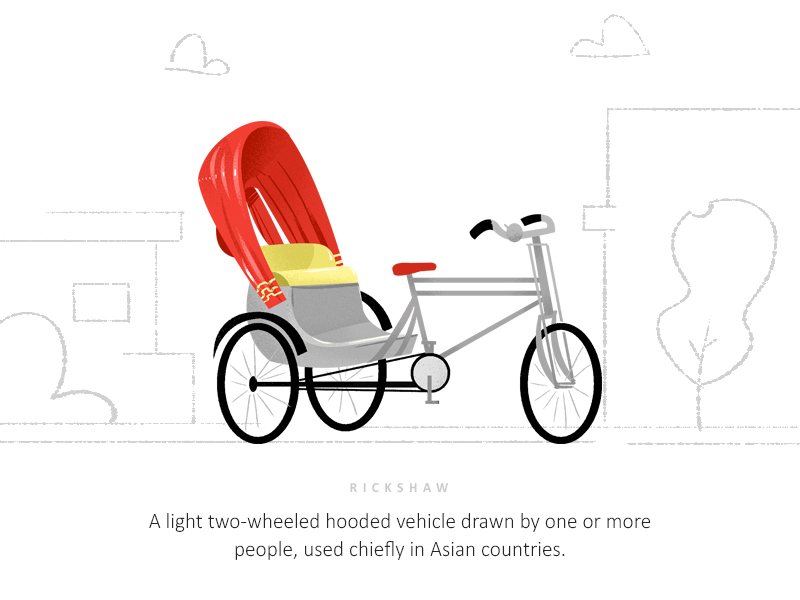 RICKSHAW
A light two-wheeled hooded vehicle drawn by one or more
people, used chiefly in Asian countries.